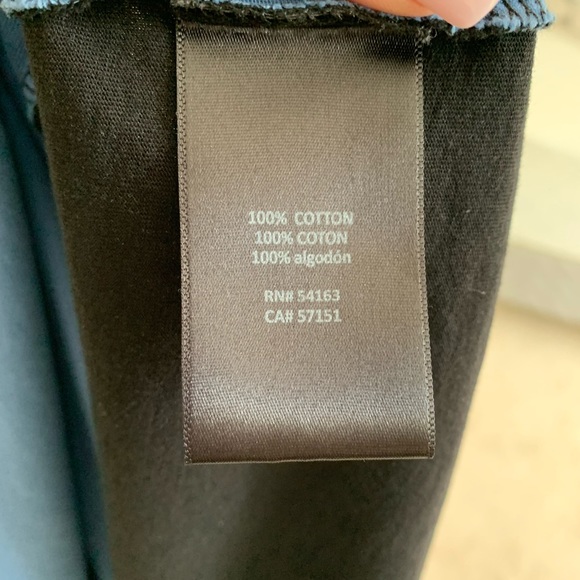 100% COTTON
100% COTON
100% algodón
RN# 54163
CA# 57151